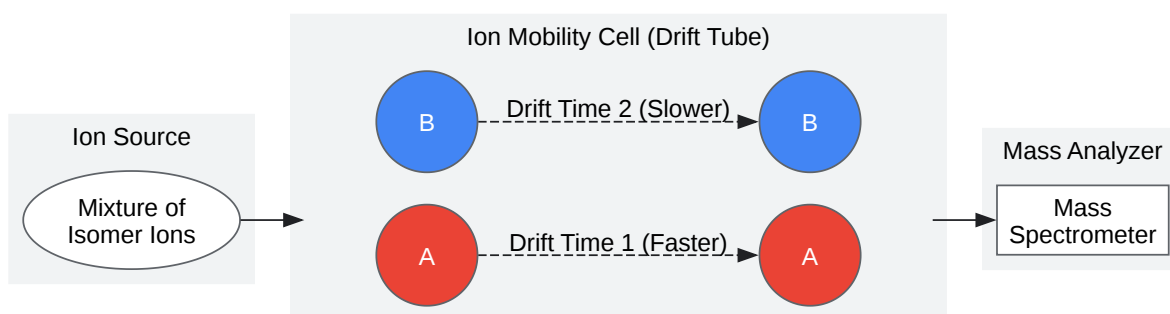 Ion Mobility Cell (Drift Tube)
Ion Source
Mixture of
Isomer Ions
B
Drift Time 2 (Slower)
B
A
Drift Time 1 (Faster)
A
Mass Analyzer
Mass
Spectrometer